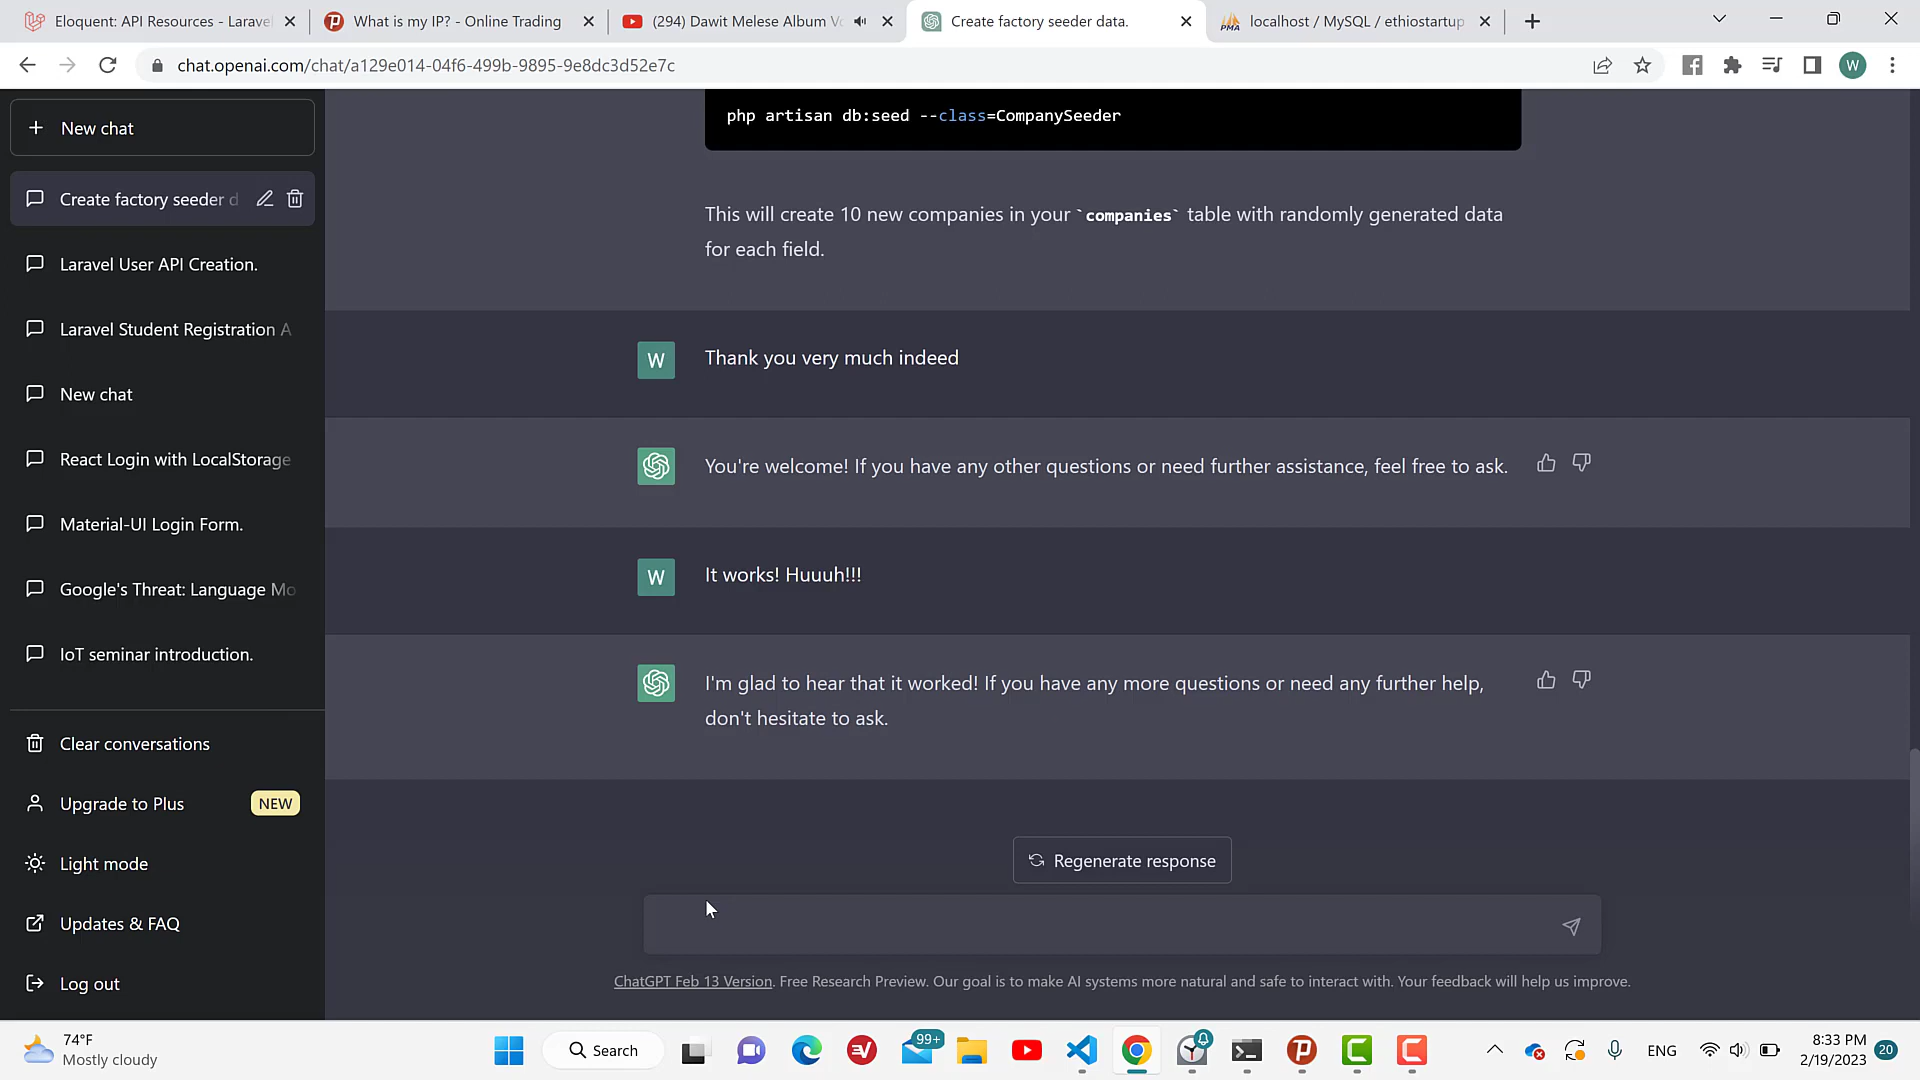 Eloquent: API Resources - Larave
What is my IP? - Online Trading
(294) Dawit Melese Album Vo
Create factory seeder data.
PMA
localhost / MySQL / ethiostartup
chat.openai.com/chat/a129e014-04f6-499b-9895-9e8dc3d52e7c
W
New chat
Create factory seeder d
Laravel User API Creation.
Laravel Student Registration A
New chat
React Login with LocalStorage
Material-UI Login Form.
Google's Threat: Language Mo
IoT seminar introduction.
Clear conversations
Upgrade to Plus
NEW
Light mode
Updates & FAQ
Log out
php artisan db:seed --class=CompanySeeder
This will create 10 new companies in your `companies` table with randomly generated data
for each field.
W
Thank you very much indeed
You're welcome! If you have any other questions or need further assistance, feel free to ask.
W
It works! Huuuh!!!
I'm glad to hear that it worked! If you have any more questions or need any further help,
don't hesitate to ask.
Regenerate response
ChatGPT Feb 13 Version. Free Research Preview. Our goal is to make AI systems more natural and safe to interact with. Your feedback will help us improve.
74°F
Mostly cloudy
Search
99+
ENG
8:33 PM
2/19/2023
20